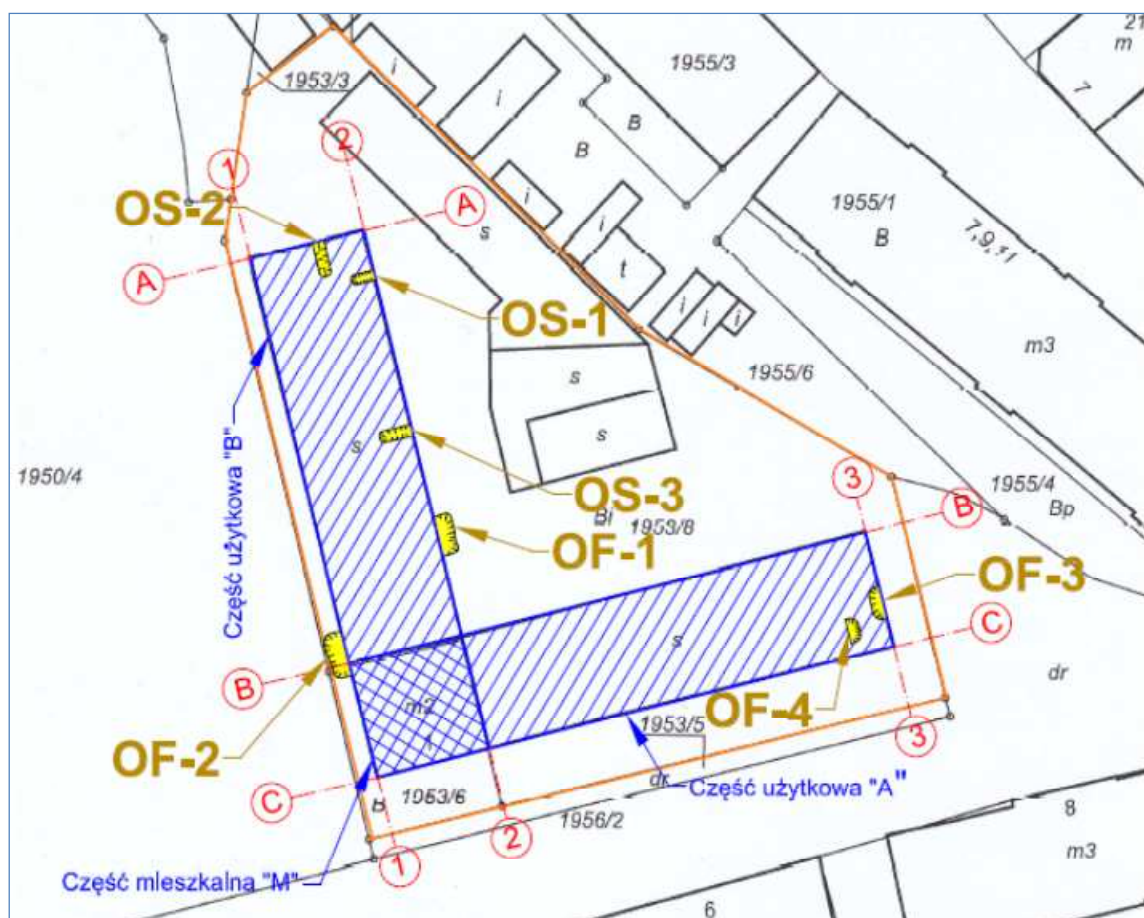 21
m
7
1953/3
i
1955/3
i
B
B
2
1
OS-2
A
i
1955/1
B
7,9,11
i
s
t
A
OS-1
i
i
i
m3
1955/6
s
Część użytkowa "B"
s
s
1950/4
OS-3
3
1955/4
Bp
B
Bi
1953/8
OF-1
OF-3
C
s
dr
B
m2
OF-4
1953/5
OF-2
3
C
dr
Część użytkowa "A"
B
1953/6
1956/2
2
8
1
m3
Część mieszkalna "M"
6